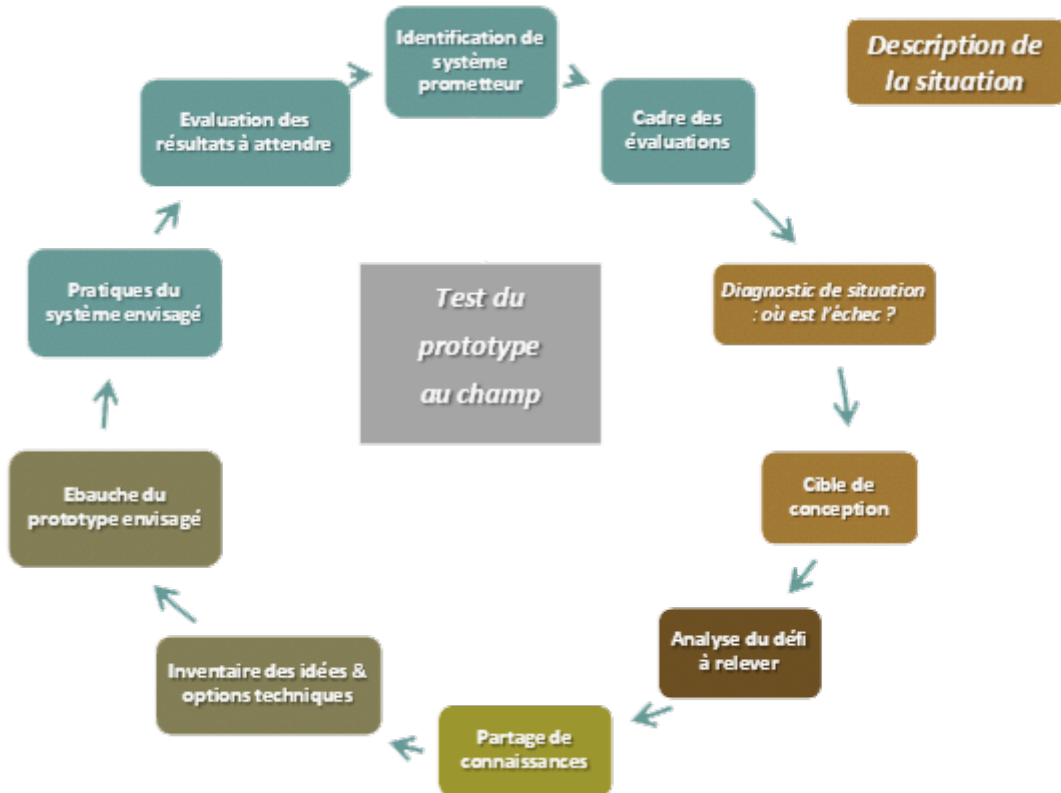 Identification de
système
prometteur
Description de
la situation
Evaluation des
résultats à attendre
Cadre des
évaluations
Pratiques du
système envisagé
Test du
prototype
au champ
Diagnostic de situation
: où est l'échec ?
Ebauche du
prototype envisagé
Cible de
conception
Inventaire des idées &
options techniques
Analyse du défi
à relever
Partage de
connaissances